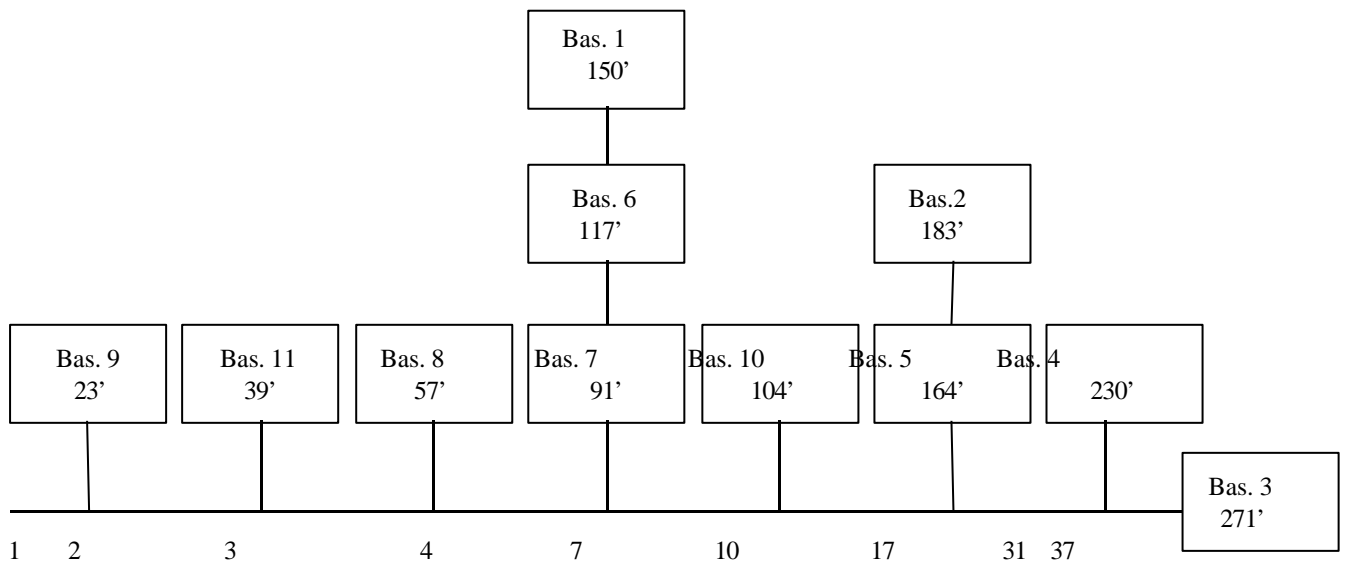 Bas. 1
150’
Bas. 6
117’
Bas.2
183’
Bas. 9
23’
Bas. 11
39’
Bas. 8
57’
Bas. 7
91’
Bas. 10
104’
Bas. 5
164’
Bas. 4
230’
Bas. 3
271’
1 2 3 4 7 10 17 31 37